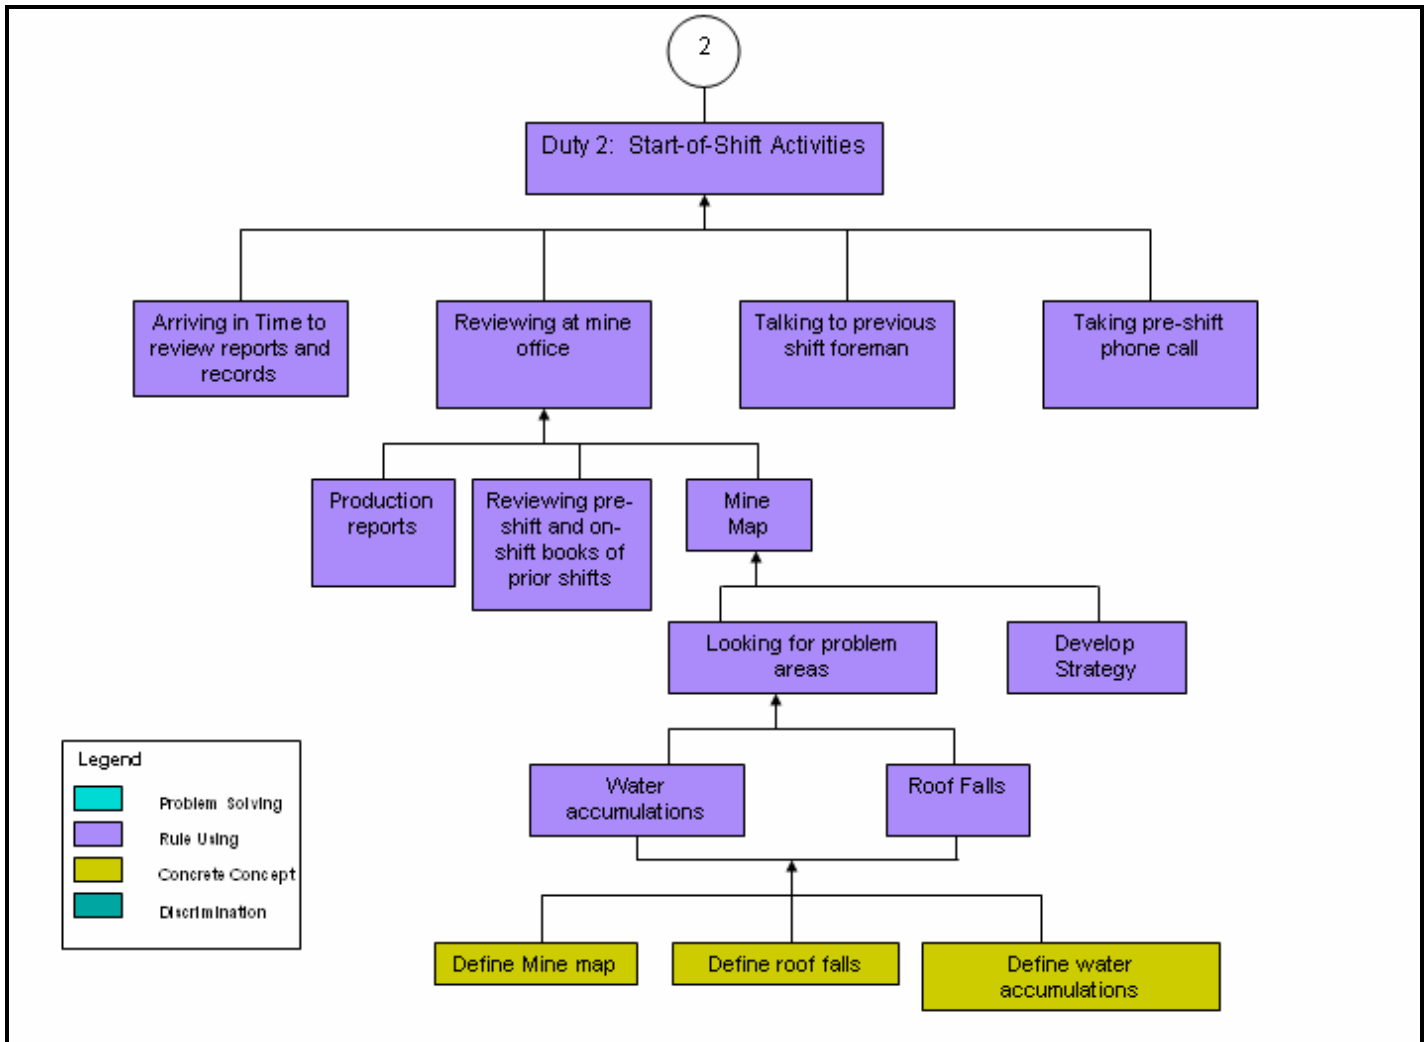 2
Duty 2:  Start-of-Shift Activities
Arriving in Time to
review reports and
records
Reviewing at mine
office
Talking to previous
shift foreman
Taking pre-shift
phone call
Production
reports
Reviewing pre-
shift and on-
shift books of
prior shifts
Mine
Map
Looking for problem
areas
Develop
Strategy
Water
accumulations
Roof Falls
Legend
Problem Solving
Rule Using
Concrete Concept
Discrimination
Define Mine map
Define roof falls
Define water
accumulations